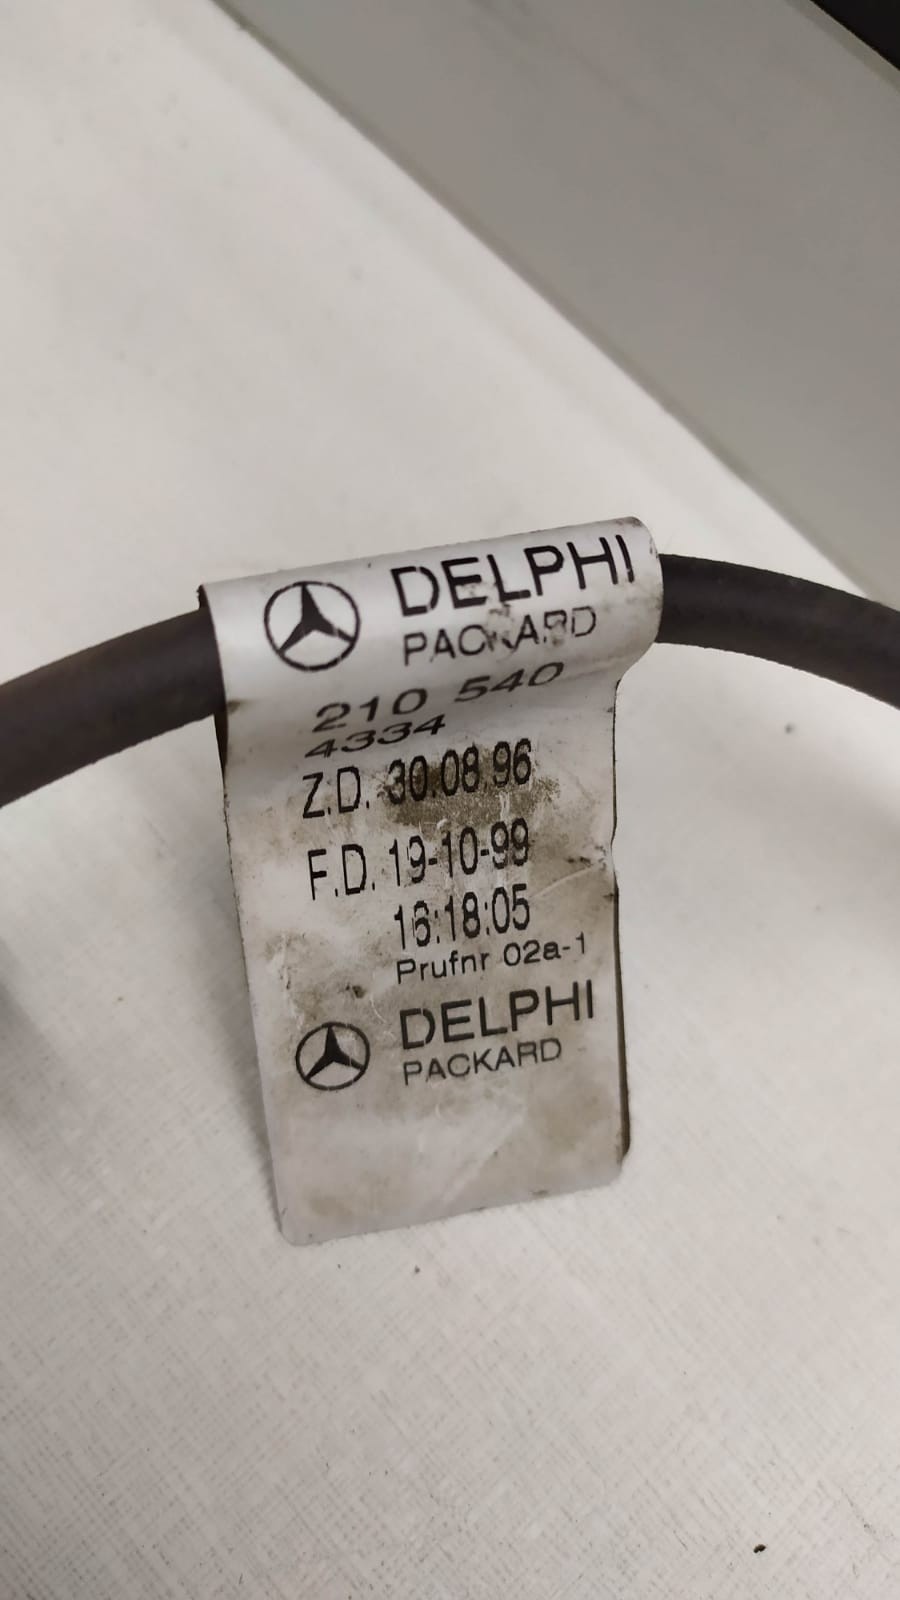 DELPHI
PACKARD
210 540
4334
Z.D. 30.08.96
F.D. 19-10-99
16:18:05
Prufnr 02a-1
DELPHI
PACKARD